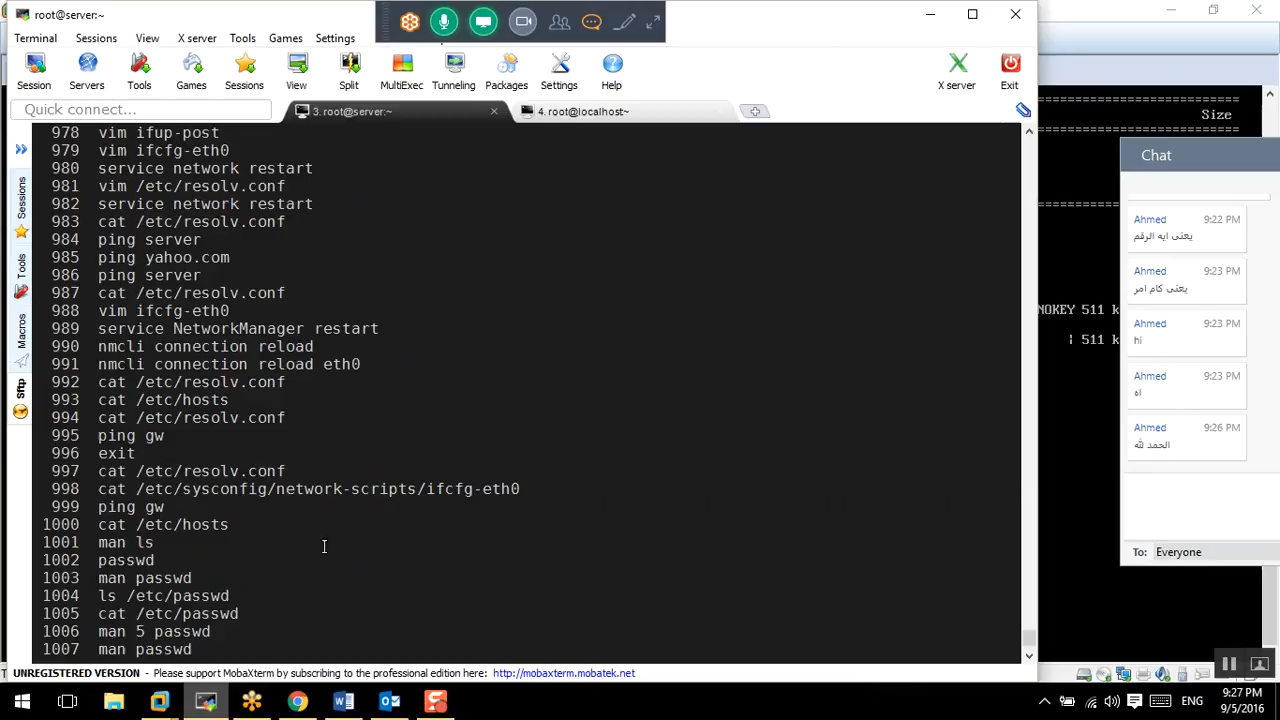 root@server:~
Terminal Sessions View X server Tools Games Settings
Session Servers Tools Games Sessions View Split MultiExec Tunneling Packages Settings Help X server Exit
Quick connect...
3. root@server:~
4. root@localhost~
Sessions
Tools
Macros
Sftp
978 vim ifup-post
979 vim ifcfg-eth0
980 service network restart
981 vim /etc/resolv.conf
982 service network restart
983 cat /etc/resolv.conf
984 ping server
985 ping yahoo.com
986 ping server
987 cat /etc/resolv.conf
988 vim ifcfg-eth0
989 service NetworkManager restart
990 nmcli connection reload
991 nmcli connection reload eth0
992 cat /etc/resolv.conf
993 cat /etc/hosts
994 cat /etc/resolv.conf
995 ping gw
996 exit
997 cat /etc/resolv.conf
998 cat /etc/sysconfig/network-scripts/ifcfg-eth0
999 ping gw
1000 cat /etc/hosts
1001 man ls
1002 passwd
1003 man passwd
1004 ls /etc/passwd
1005 cat /etc/passwd
1006 man 5 passwd
1007 man passwd
UNREGISTERED VERSION - Please support MobaXterm by subscribing to the professional edition here: http://mobaxterm.mobatek.net
Size
NOKEY 511 k
| 511 k
Chat
Ahmed 9:22 PM
يعنى ايه الرقم
Ahmed 9:23 PM
يعنى كام امر
Ahmed 9:23 PM
hi
Ahmed 9:23 PM
اه
Ahmed 9:26 PM
الحمد لله
To: Everyone
ENG
9:27 PM
9/5/2016